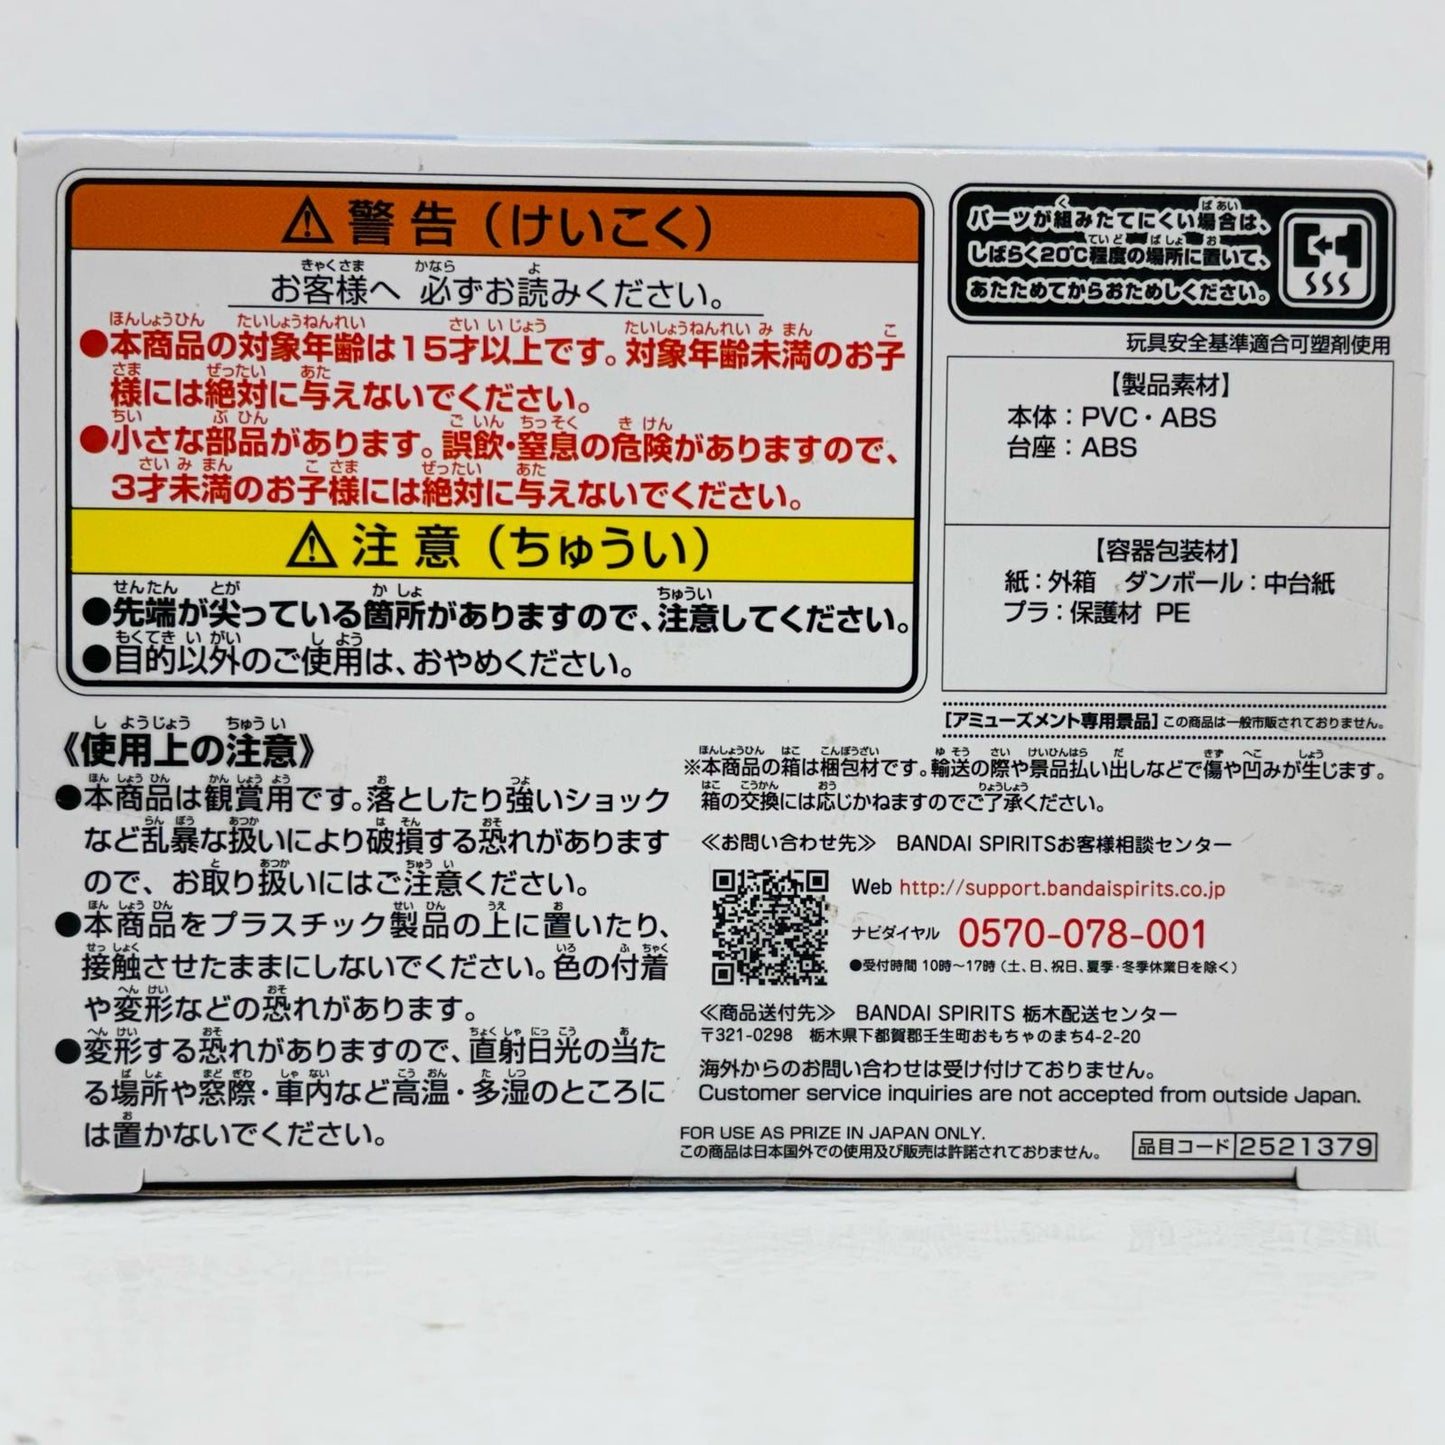 ⚠警告（けいこく）
お客様へ 必ずお読みください。
●本商品の対象年齢は15才以上です。対象年齢未満のお子
様には絶対に与えないでください。
●小さな部品があります。誤飲・窒息の危険がありますので、
3才未満のお子様には絶対に与えないでください。
⚠注意（ちゅうい）
●先端が尖っている箇所がありますので、注意してください。
●目的以外のご使用は、おやめください。
《使用上の注意》
●本商品は観賞用です。落としたり強いショック
など乱暴な扱いにより破損する恐れがあります
ので、お取り扱いにはご注意ください。
●本商品をプラスチック製品の上に置いたり、
接触させたままにしないでください。色の付着
や変形などの恐れがあります。
●変形する恐れがありますので、直射日光の当た
る場所や窓際・車内など高温・多湿のところに
は置かないでください。
パーツが組みたてにくい場合は、
しばらく20℃程度の場所に置いて、
あたためてからおためしください。
玩具安全基準適合可塑剤使用
【製品素材】
本体：PVC・ABS
台座：ABS
【容器包装材】
紙：外箱 ダンボール：中台紙
プラ：保護材 PE
【アミューズメント専用景品】この商品は一般市販されておりません。
※本商品の箱は梱包材です。輸送の際や景品払い出しなどで傷や凹みが生じます。
箱の交換には応じかねますのでご了承ください。
≪お問い合わせ先≫ BANDAI SPIRITSお客様相談センター
Web http://support.bandaispirits.co.jp
ナビダイヤル 0570-078-001
●受付時間 10時～17時（土、日、祝日、夏季・冬季休業日を除く）
≪商品送付先≫ BANDAI SPIRITS 栃木配送センター
〒321-0298 栃木県下都賀郡壬生町おもちゃのまち4-2-20
海外からのお問い合わせは受け付けておりません。
Customer service inquiries are not accepted from outside Japan.
FOR USE AS PRIZE IN JAPAN ONLY.
この商品は日本国外での使用及び販売は許諾されておりません。
品目コード 2521379